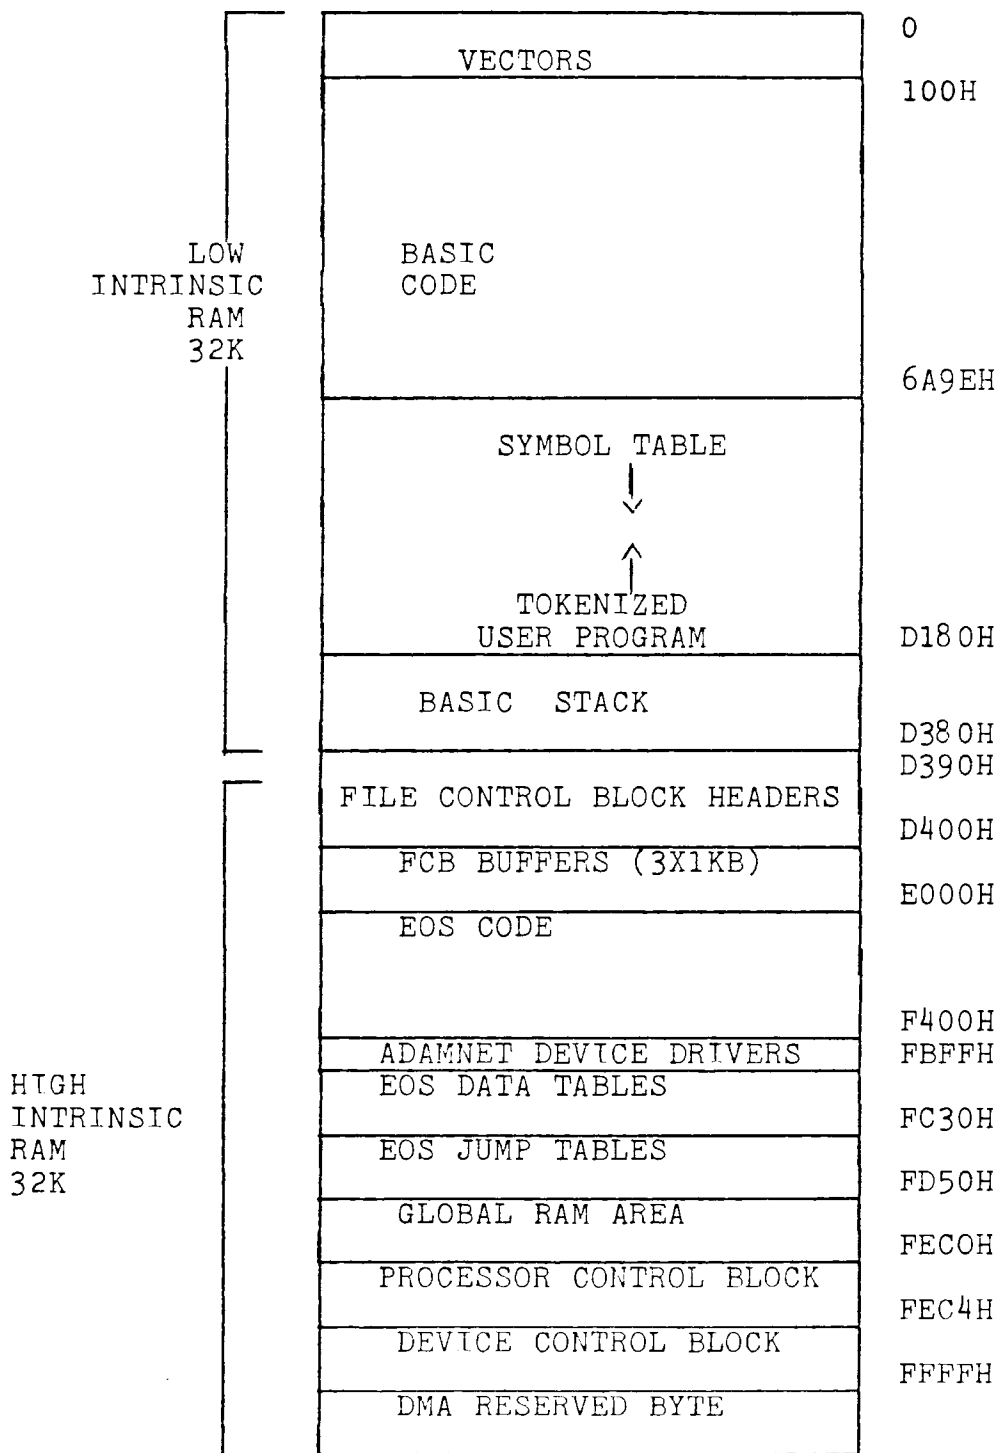 0
VECTORS
100H
LOW
INTRINSIC
RAM
32K
BASIC
CODE
6A9EH
SYMBOL TABLE
TOKENIZED
USER PROGRAM
D180H
BASIC STACK
D380H
D390H
FILE CONTROL BLOCK HEADERS
D400H
FCB BUFFERS (3X1KB)
E000H
EOS CODE
F400H
ADAMNET DEVICE DRIVERS
FBFFH
HIGH
INTRINSIC
RAM
32K
EOS DATA TABLES
FC30H
EOS JUMP TABLES
FD50H
GLOBAL RAM AREA
FEC0H
PROCESSOR CONTROL BLOCK
FEC4H
DEVICE CONTROL BLOCK
FFFFH
DMA RESERVED BYTE